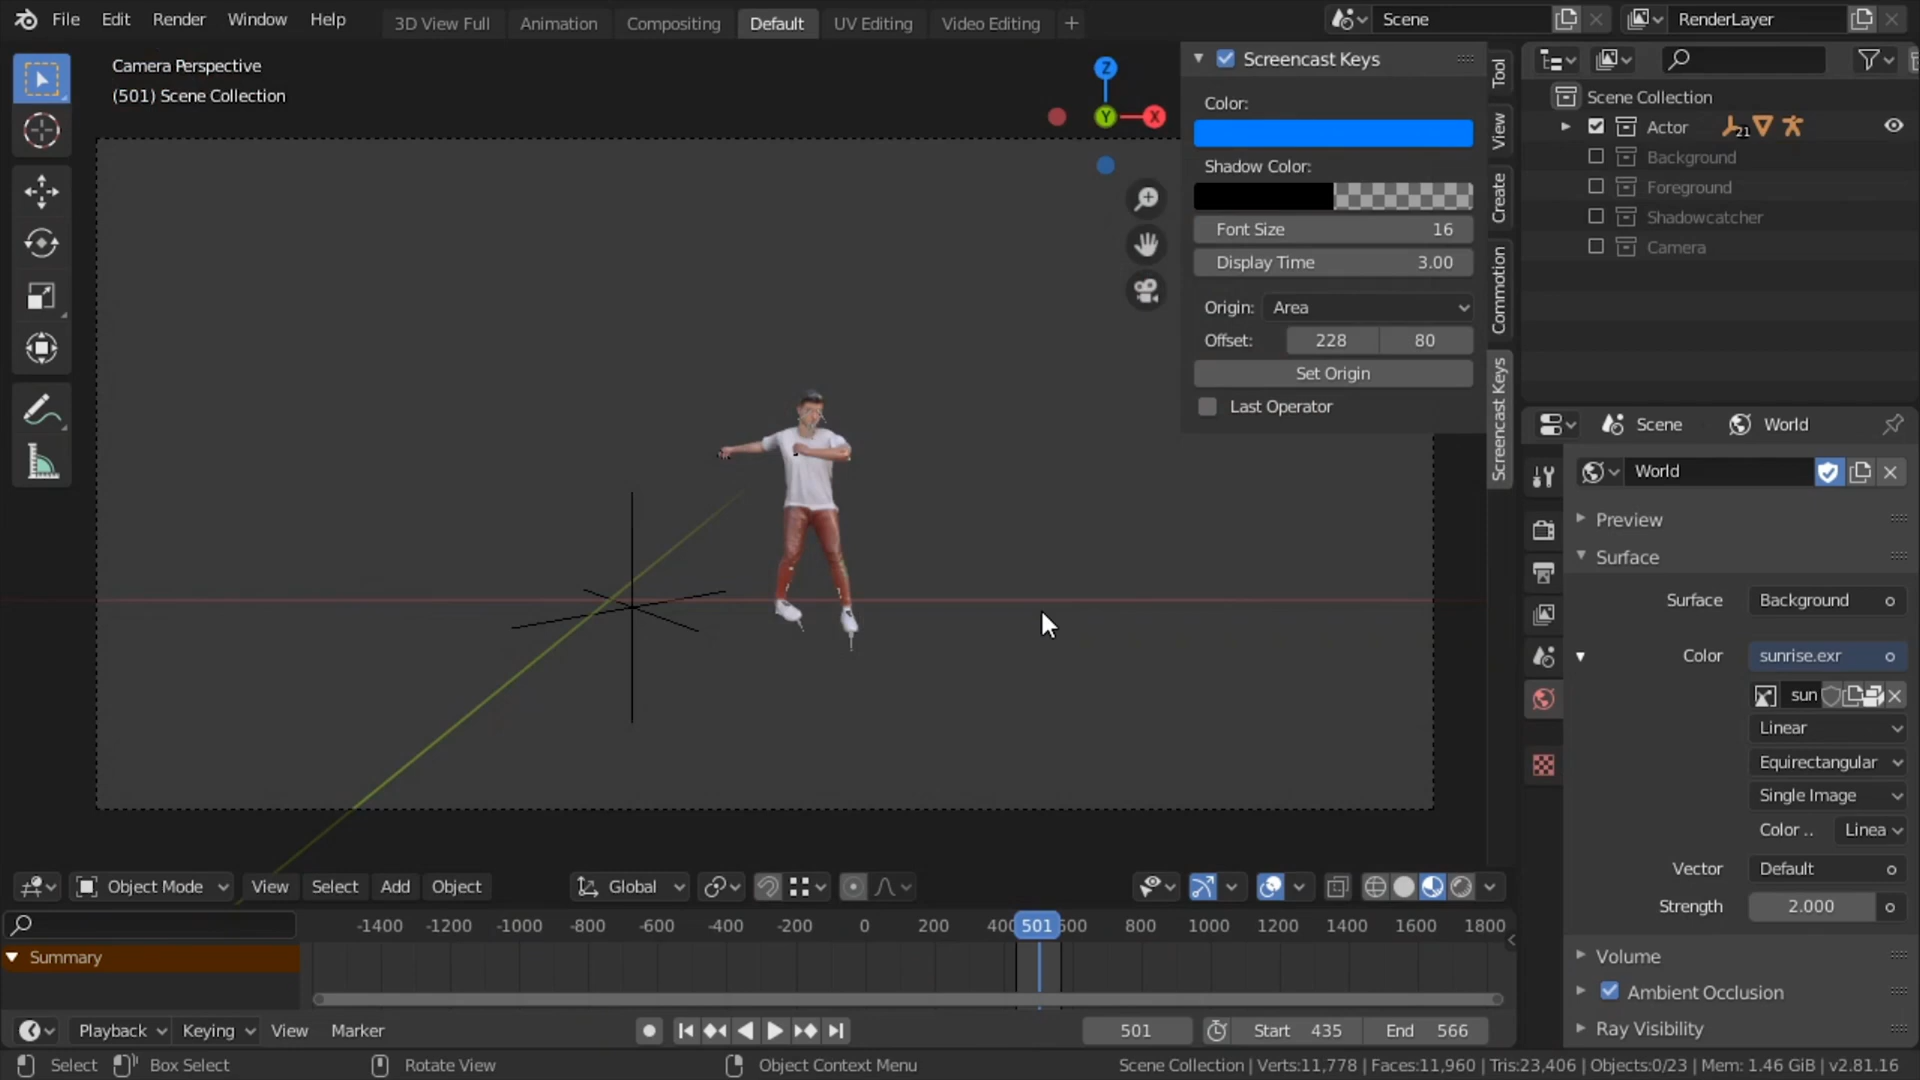 File Edit Render Window Help 3D View Full Animation Compositing Default UV Editing Video Editing + Scene RenderLayer
Camera Perspective
(501) Scene Collection
Z
Y
X
Screencast Keys
Color:
Shadow Color:
Font Size 16
Display Time 3.00
Origin: Area
Offset: 228 80
Set Origin
Last Operator
Tool
View
Create
Commotion
Screencast Keys
Scene Collection
Actor 21
Background
Foreground
Shadowcatcher
Camera
Scene World
World
Preview
Surface
Surface Background
Color sunrise.exr
sun
Linear
Equirectangular
Single Image
Color .. Linea
Vector Default
Strength 2.000
Volume
Ambient Occlusion
Ray Visibility
Object Mode View Select Add Object Global
-1400 -1200 -1000 -800 -600 -400 -200 0 200 400 501 600 800 1000 1200 1400 1600 1800
Summary
Playback Keying View Marker 501 Start 435 End 566
Select Box Select Rotate View Object Context Menu Scene Collection | Verts:11,778 | Faces:11,960 | Tris:23,406 | Objects:0/23 | Mem: 1.46 GiB | v2.81.16